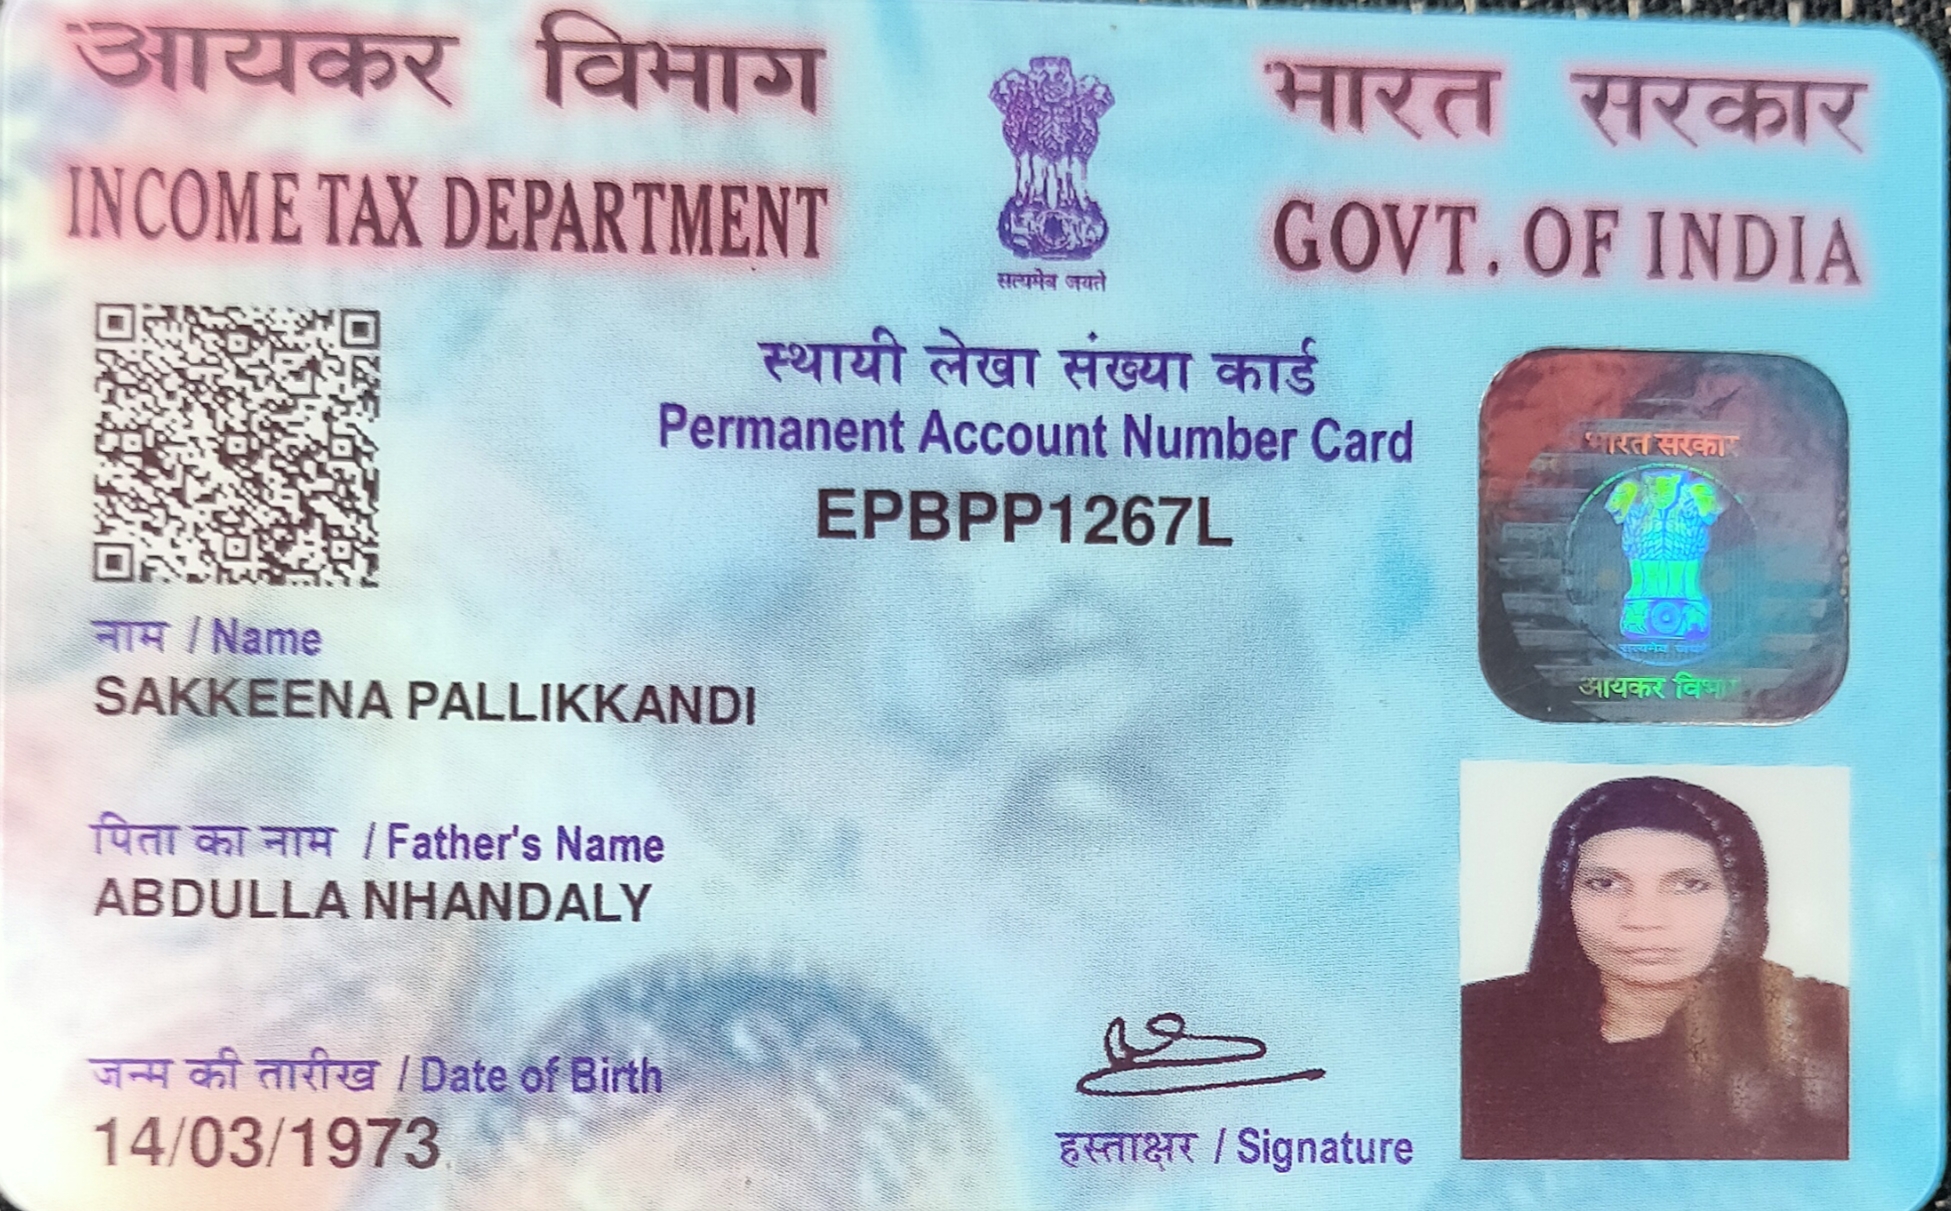 आयकर विभाग
INCOME TAX DEPARTMENT
सत्यमेव जयते
भारत सरकार
GOVT. OF INDIA
स्थायी लेखा संख्या कार्ड
Permanent Account Number Card
EPBPP1267L
भारत सरकार
सत्यमेव जयते
आयकर विभाग
नाम / Name
SAKKEENA PALLIKKANDI
पिता का नाम / Father's Name
ABDULLA NHANDALY
जन्म की तारीख / Date of Birth
14/03/1973
हस्ताक्षर / Signature